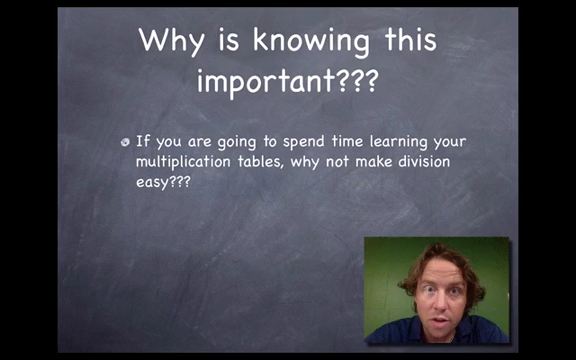 Why is knowing this
important???
If you are going to spend time learning your
multiplication tables, why not make division
easy???